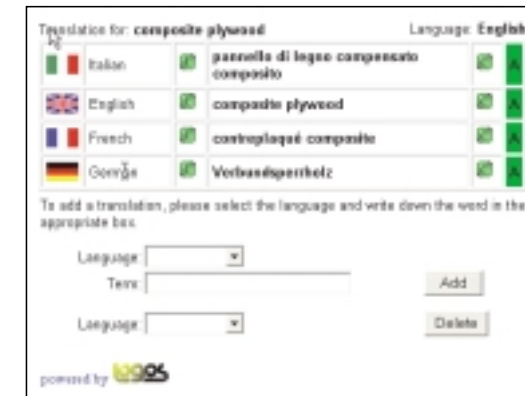 Translation for: composite plywood Language: English
Italian pannello di legno compensato
composito
English composite plywood
French contreplaqué composite
German Verbundsperrholz
To add a translation, please select the language and write down the word in the
appropriate box.
Language:
Term: Add
Language: Delete
powered by logos